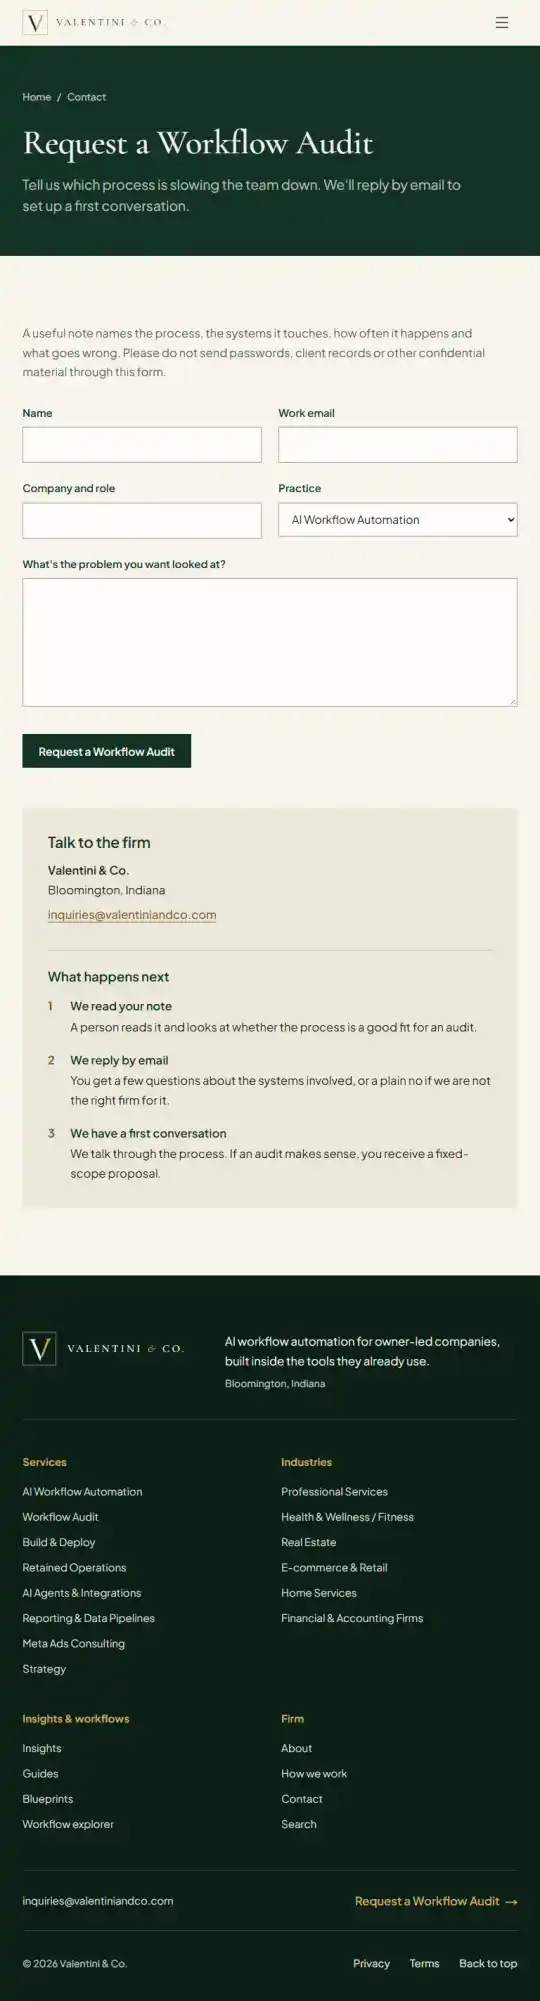 VALENTINI & CO.
Home / Contact
Request a Workflow Audit
Tell us which process is slowing the team down. We'll reply by email to
set up a first conversation.
A useful note names the process, the systems it touches, how often it happens and
what goes wrong. Please do not send passwords, client records or other confidential
material through this form.
Name
Work email
Company and role
Practice
AI Workflow Automation
What's the problem you want looked at?
Request a Workflow Audit
Talk to the firm
Valentini & Co.
Bloomington, Indiana
inquiries@valentiniandco.com
What happens next
1 We read your note
A person reads it and looks at whether the process is a good fit for an audit.
2 We reply by email
You get a few questions about the systems involved, or a plain no if we are not
the right firm for it.
3 We have a first conversation
We talk through the process. If an audit makes sense, you receive a fixed-
scope proposal.
V VALENTINI & CO.
AI workflow automation for owner-led companies,
built inside the tools they already use.
Bloomington, Indiana
Services
AI Workflow Automation
Workflow Audit
Build & Deploy
Retained Operations
AI Agents & Integrations
Reporting & Data Pipelines
Meta Ads Consulting
Strategy
Industries
Professional Services
Health & Wellness / Fitness
Real Estate
E-commerce & Retail
Home Services
Financial & Accounting Firms
Insights & workflows
Insights
Guides
Blueprints
Workflow explorer
Firm
About
How we work
Contact
Search
inquiries@valentiniandco.com
Request a Workflow Audit →
© 2026 Valentini & Co.
Privacy Terms Back to top